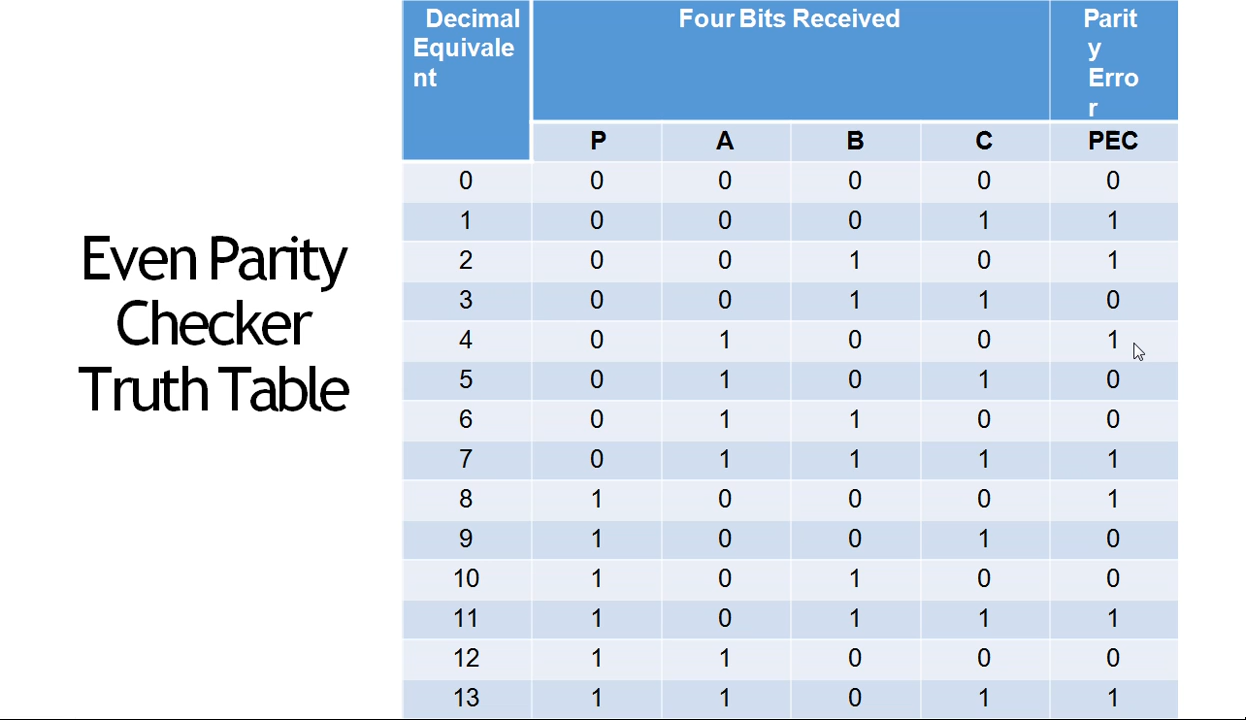 Even Parity
Checker
Truth Table
Decimal
Equivale
nt
Four Bits Received
Parit
y
Erro
r
P A B C PEC
0 0 0 0 0 0
1 0 0 0 1 1
2 0 0 1 0 1
3 0 0 1 1 0
4 0 1 0 0 1
5 0 1 0 1 0
6 0 1 1 0 0
7 0 1 1 1 1
8 1 0 0 0 1
9 1 0 0 1 0
10 1 0 1 0 0
11 1 0 1 1 1
12 1 1 0 0 0
13 1 1 0 1 1